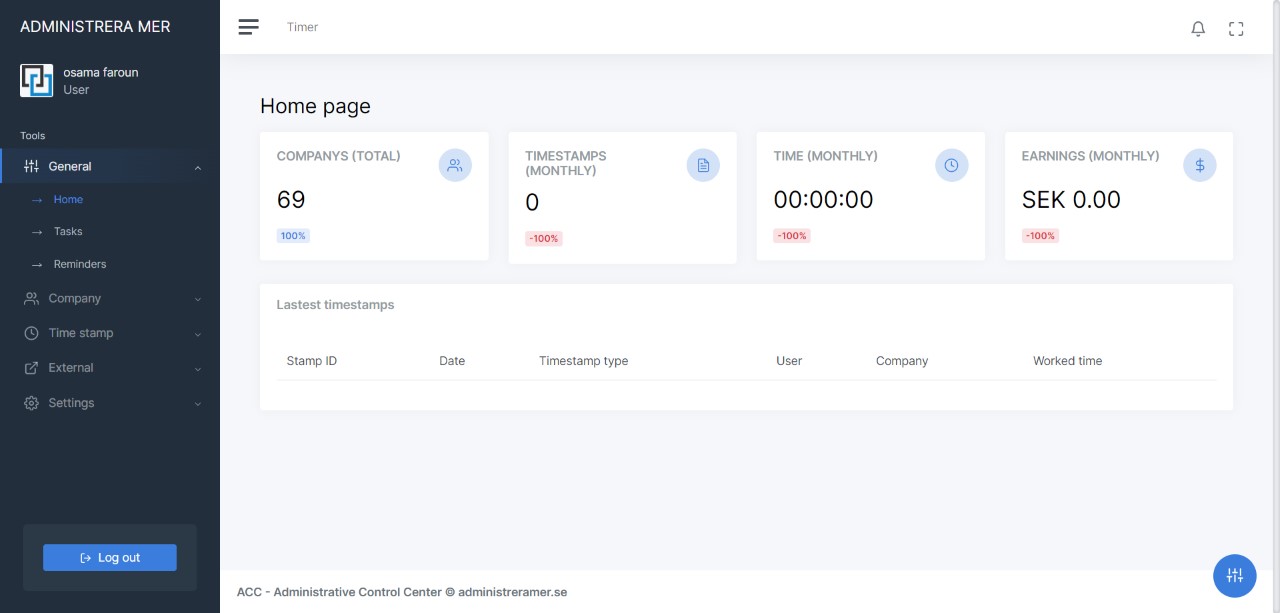 ADMINISTRERA MER
osama faroun
User
Tools
General
Home
Tasks
Reminders
Company
Time stamp
External
Settings
Log out
Timer
Home page
COMPANYS (TOTAL)
69
100%
TIMESTAMPS
(MONTHLY)
0
-100%
TIME (MONTHLY)
00:00:00
-100%
EARNINGS (MONTHLY)
$
SEK 0.00
-100%
Lastest timestamps
Stamp ID Date Timestamp type User Company Worked time
ACC - Administrative Control Center © administreramer.se